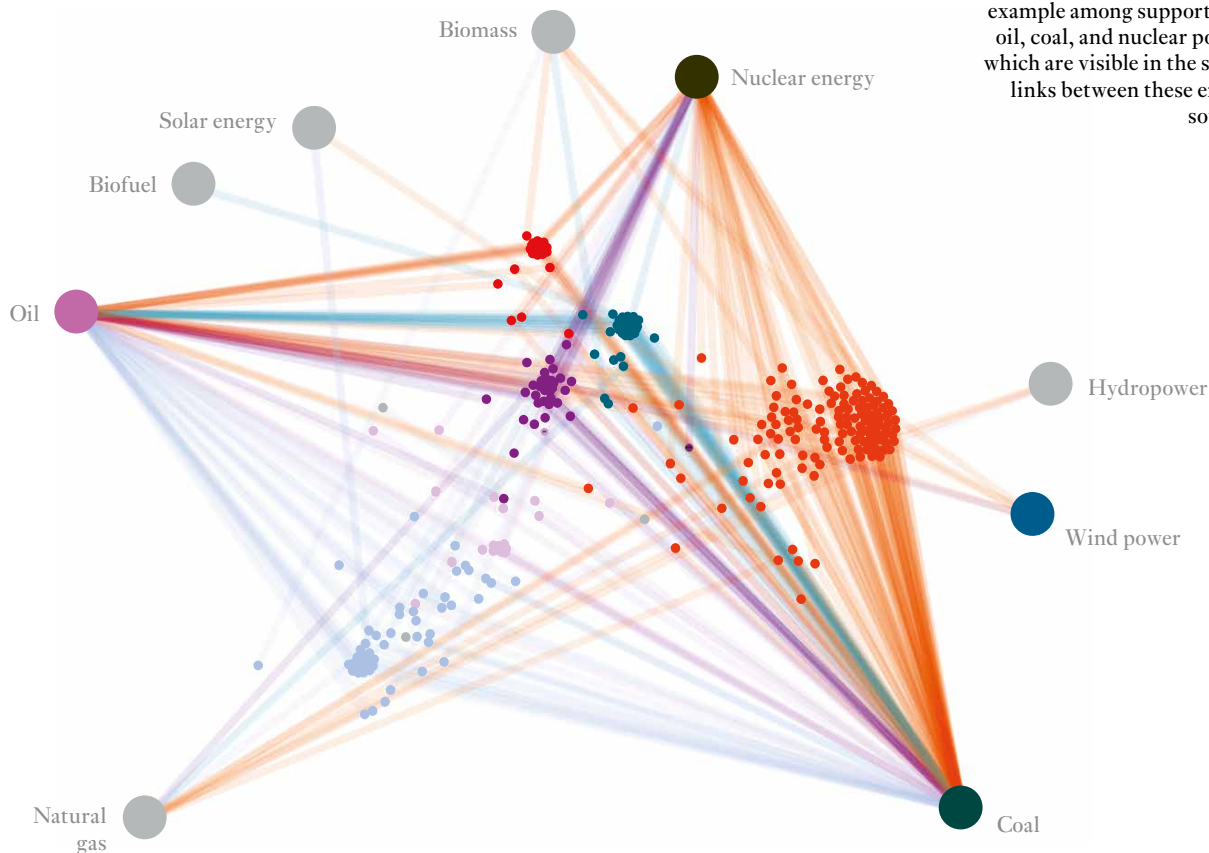 example among support
oil, coal, and nuclear po
which are visible in the s
links between these e
so
Biomass
Nuclear energy
Solar energy
Biofuel
Oil
Hydropower
Wind power
Natural
gas
Coal